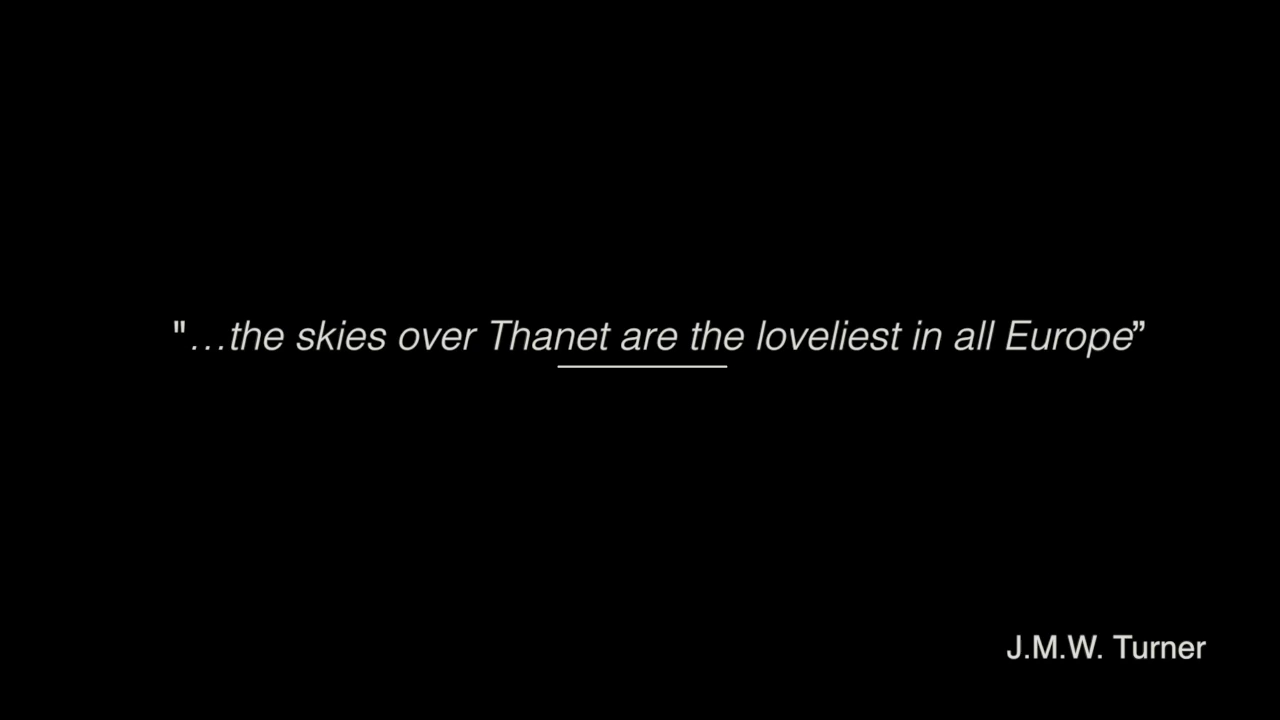 "…the skies over Thanet are the loveliest in all Europe”
J.M.W. Turner